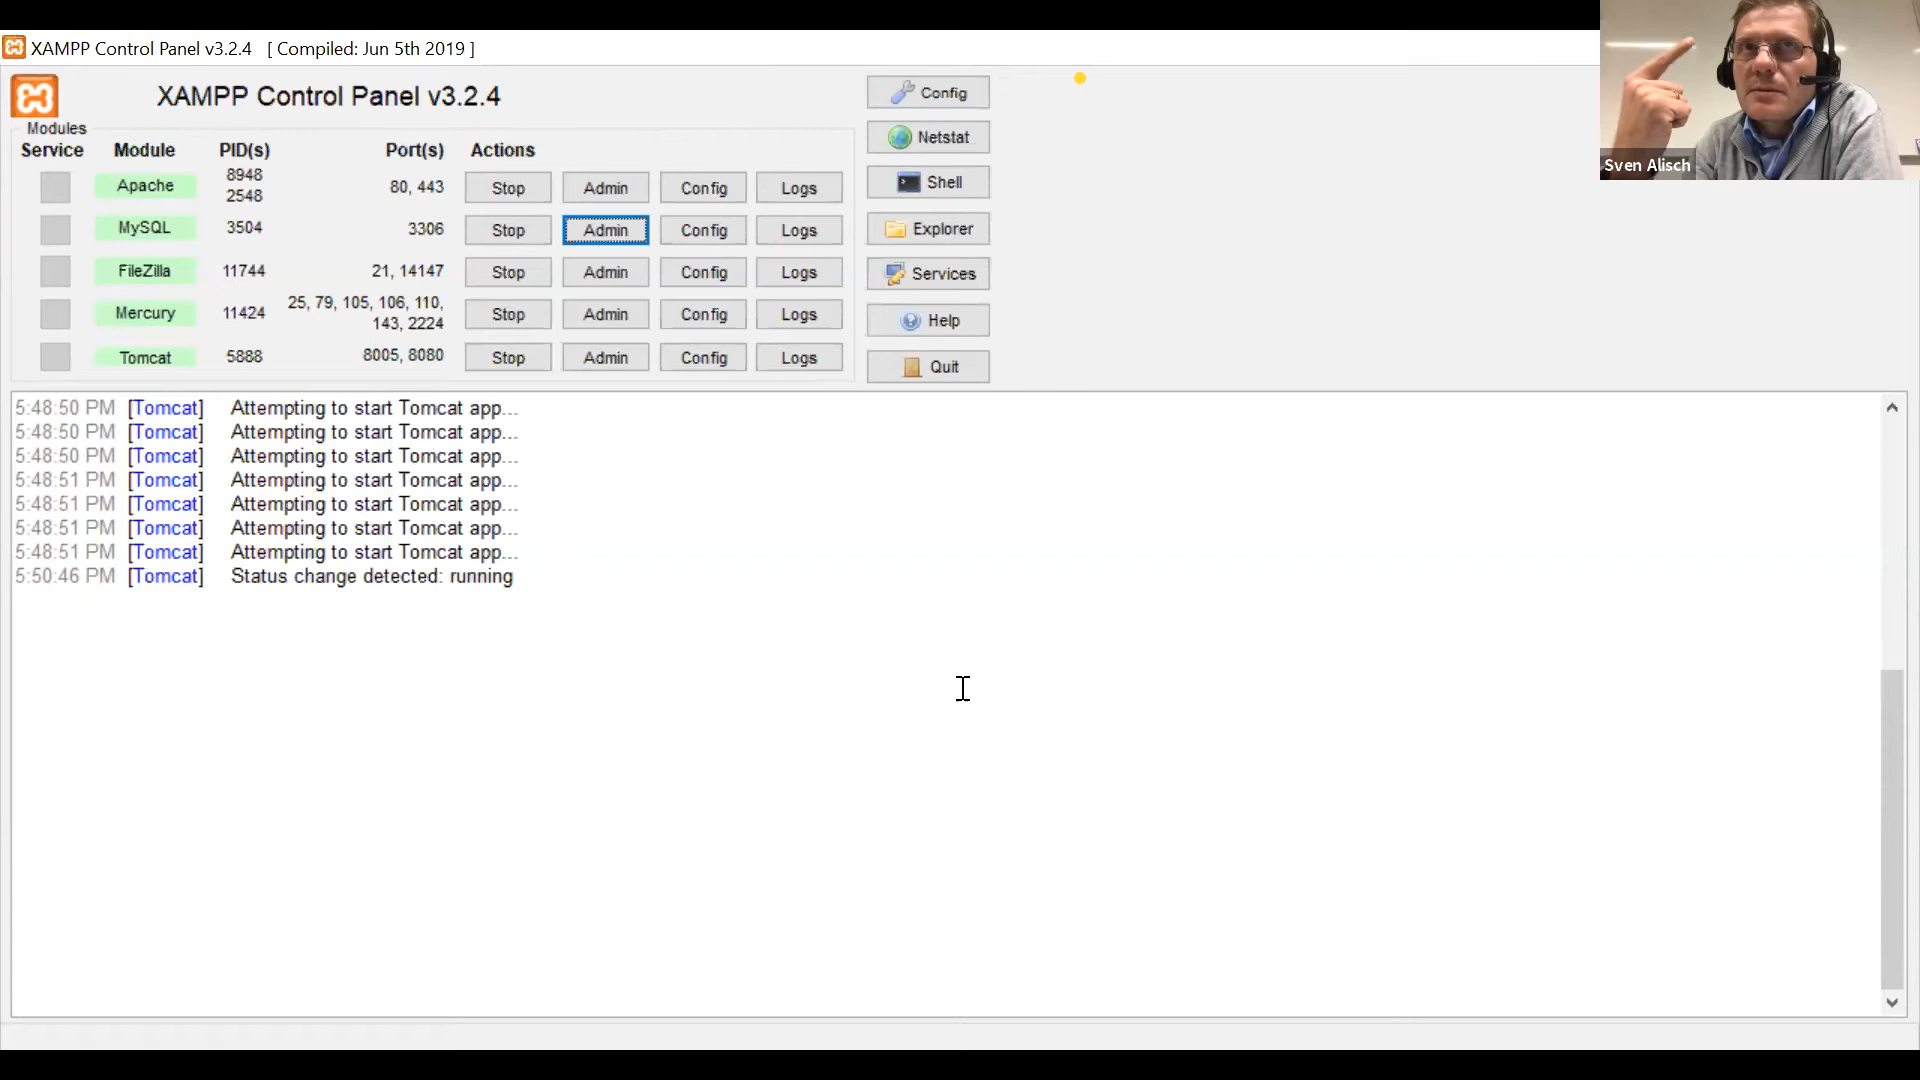 XAMPP Control Panel v3.2.4 [ Compiled: Jun 5th 2019 ]
XAMPP Control Panel v3.2.4
Modules
Service Module PID(s) Port(s) Actions
Apache 8948 2548 80, 443 Stop Admin Config Logs
MySQL 3504 3306 Stop Admin Config Logs
FileZilla 11744 21, 14147 Stop Admin Config Logs
Mercury 11424 25, 79, 105, 106, 110, 143, 2224 Stop Admin Config Logs
Tomcat 5888 8005, 8080 Stop Admin Config Logs
Config
Netstat
Shell
Explorer
Services
Help
Quit
Sven Alisch
5:48:50 PM [Tomcat] Attempting to start Tomcat app...
5:48:50 PM [Tomcat] Attempting to start Tomcat app...
5:48:50 PM [Tomcat] Attempting to start Tomcat app...
5:48:51 PM [Tomcat] Attempting to start Tomcat app...
5:48:51 PM [Tomcat] Attempting to start Tomcat app...
5:48:51 PM [Tomcat] Attempting to start Tomcat app...
5:48:51 PM [Tomcat] Attempting to start Tomcat app...
5:50:46 PM [Tomcat] Status change detected: running